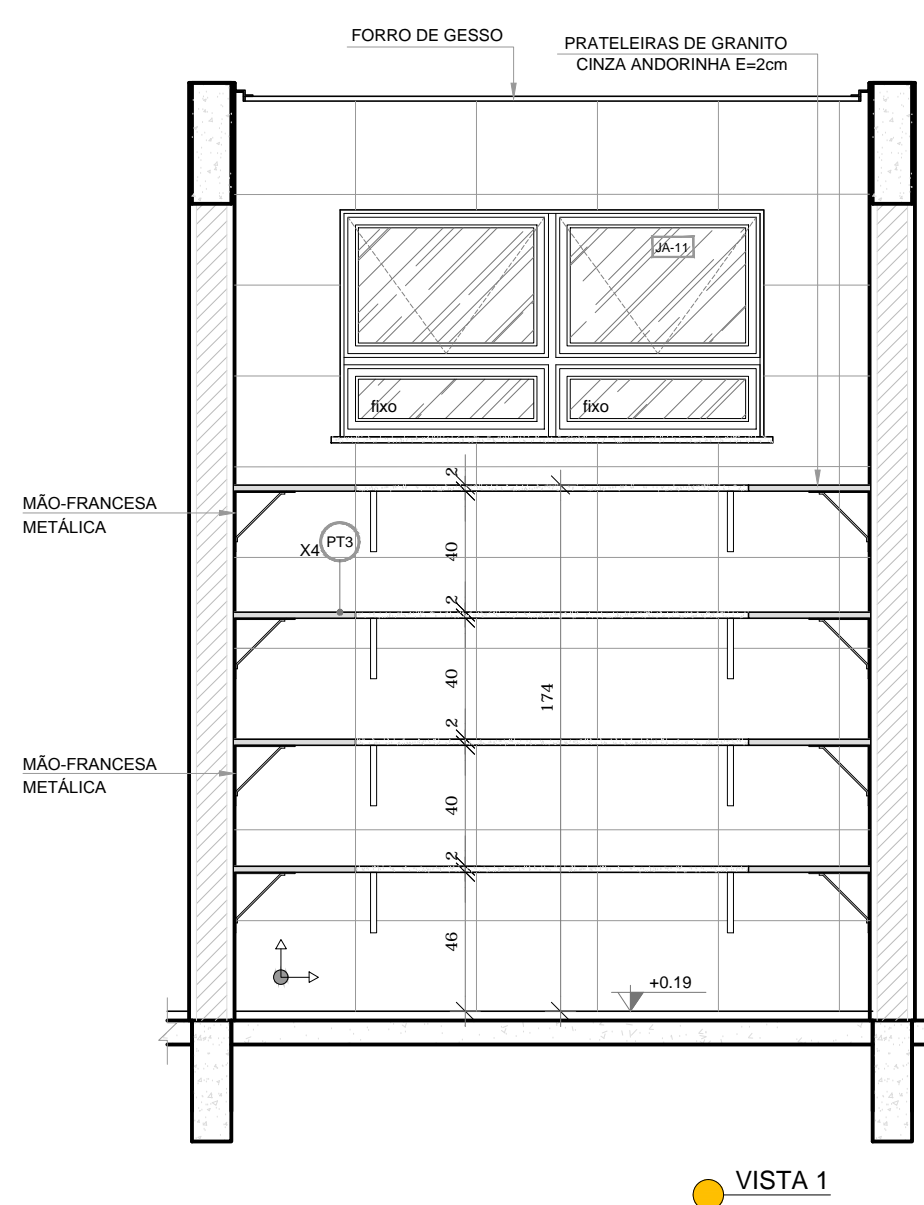 FORRO DE GESSO
PRATELEIRAS DE GRANITO
CINZA ANDORINHA E=2cm
JA-11
fixo
fixo
2
MÃO-FRANCESA
METÁLICA
X4
PT3
40
2
40
174
2
MÃO-FRANCESA
METÁLICA
40
2
46
+0.19
VISTA 1